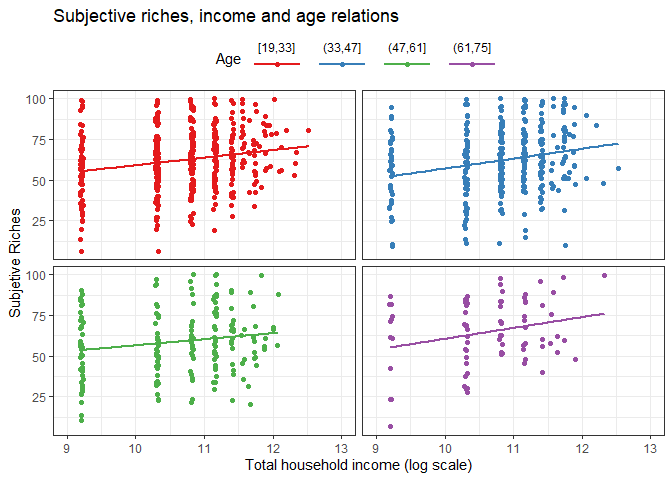 Subjective riches, income and age relations
Age [19,33] (33,47] (47,61] (61,75]
100
75
50
25
Subjetive Riches
100
75
50
25
9 10 11 12 13 9 10 11 12 13
Total household income (log scale)